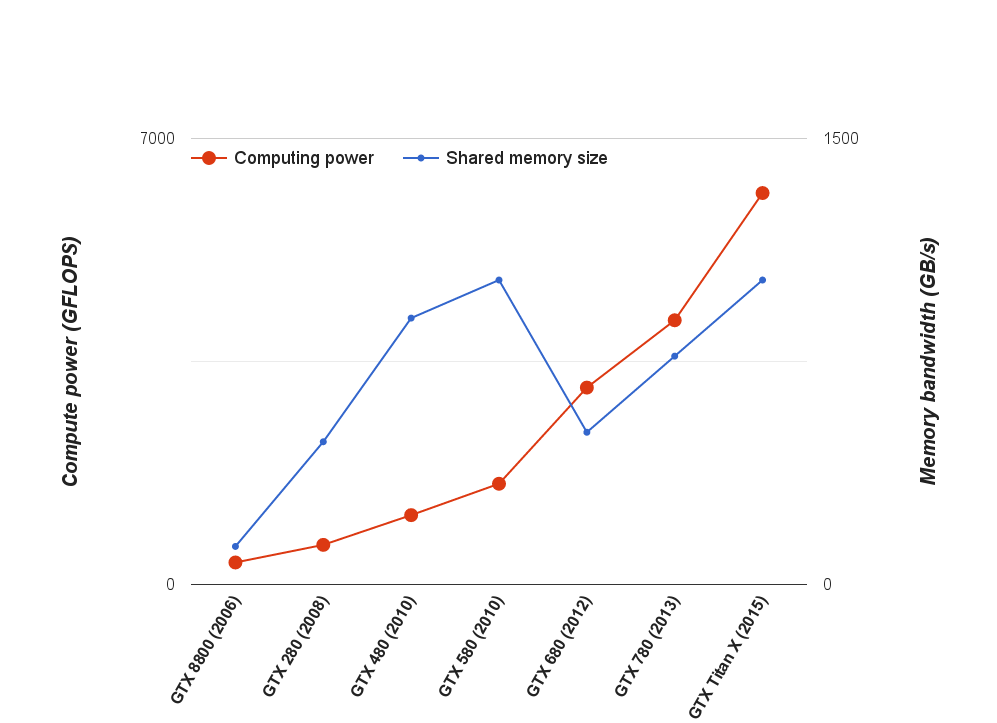 7000
1500
Computing power
Shared memory size
Compute power (GFLOPS)
Memory bandwidth (GB/s)
0
0
GTX 8800 (2006)
GTX 280 (2008)
GTX 480 (2010)
GTX 580 (2010)
GTX 680 (2012)
GTX 780 (2013)
GTX Titan X (2015)